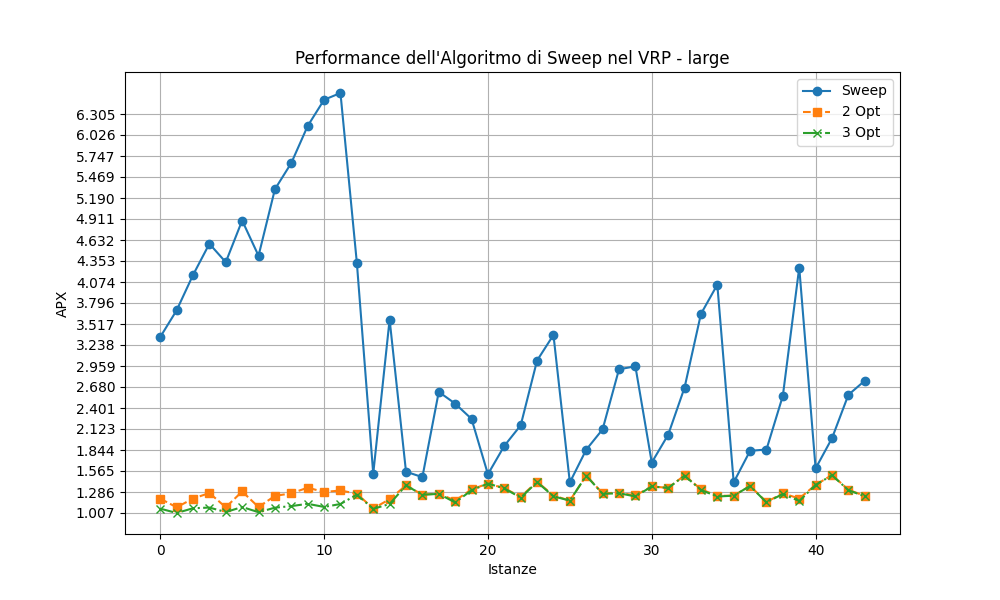 Performance dell'Algoritmo di Sweep nel VRP - large
Sweep
2 Opt
3 Opt
6.305
6.026
5.747
5.469
5.190
4.911
4.632
4.353
4.074
3.796
3.517
3.238
2.959
2.680
2.401
2.123
1.844
1.565
1.286
1.007
APX
0 10 20 30 40
Istanze